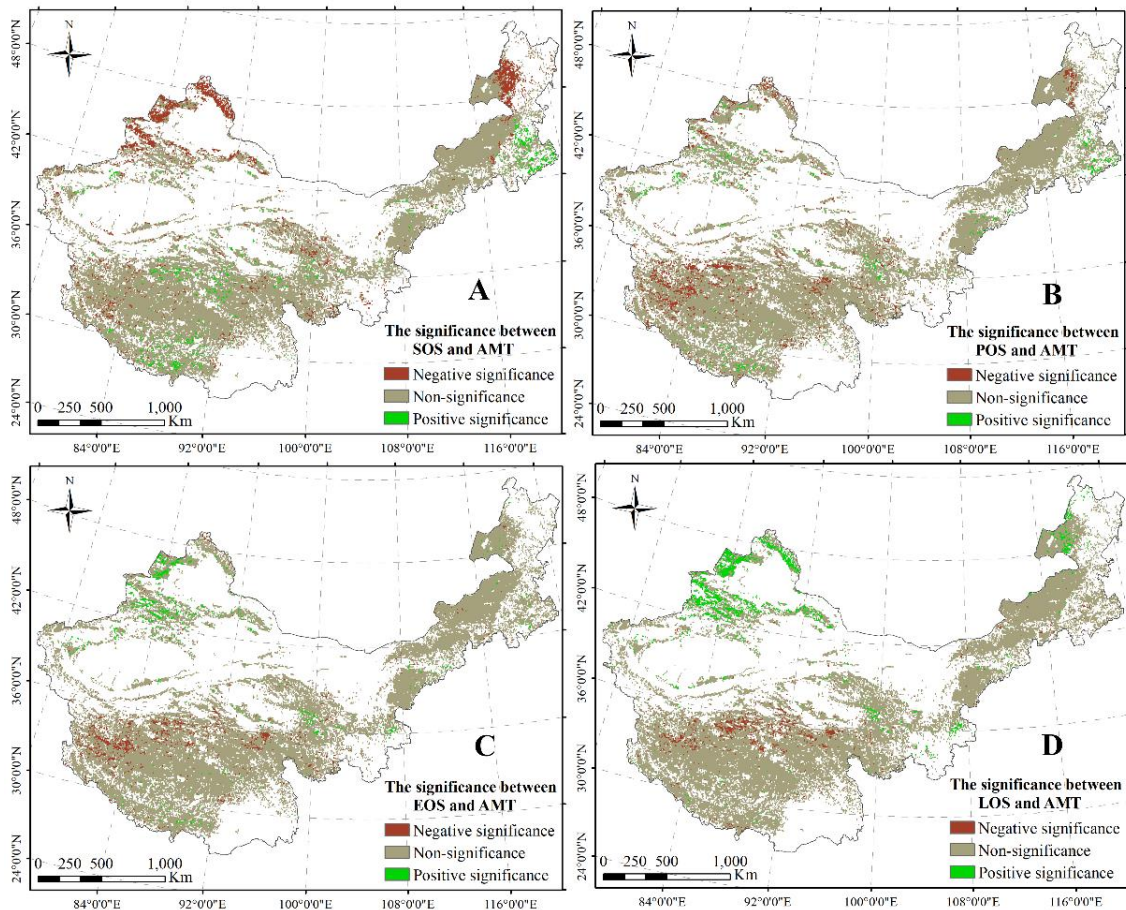 N
48°0'0"N
42°0'0"N
36°0'0"N
30°0'0"N
24°0'0"N
A
The significance between
SOS and AMT
Negative significance
Non-significance
Positive significance
0 250 500 1,000
Km
84°0'0"E 92°0'0"E 100°0'0"E 108°0'0"E 116°0'0"E
N
48°0'0"N
42°0'0"N
36°0'0"N
30°0'0"N
24°0'0"N
B
The significance between
POS and AMT
Negative significance
Non-significance
Positive significance
0 250 500 1,000
Km
84°0'0"E 92°0'0"E 100°0'0"E 108°0'0"E 116°0'0"E
N
48°0'0"N
42°0'0"N
36°0'0"N
30°0'0"N
24°0'0"N
C
The significance between
EOS and AMT
Negative significance
Non-significance
Positive significance
0 250 500 1,000
Km
84°0'0"E 92°0'0"E 100°0'0"E 108°0'0"E 116°0'0"E
N
48°0'0"N
42°0'0"N
36°0'0"N
30°0'0"N
24°0'0"N
D
The significance between
LOS and AMT
Negative significance
Non-significance
Positive significance
0 250 500 1,000
Km
84°0'0"E 92°0'0"E 100°0'0"E 108°0'0"E 116°0'0"E